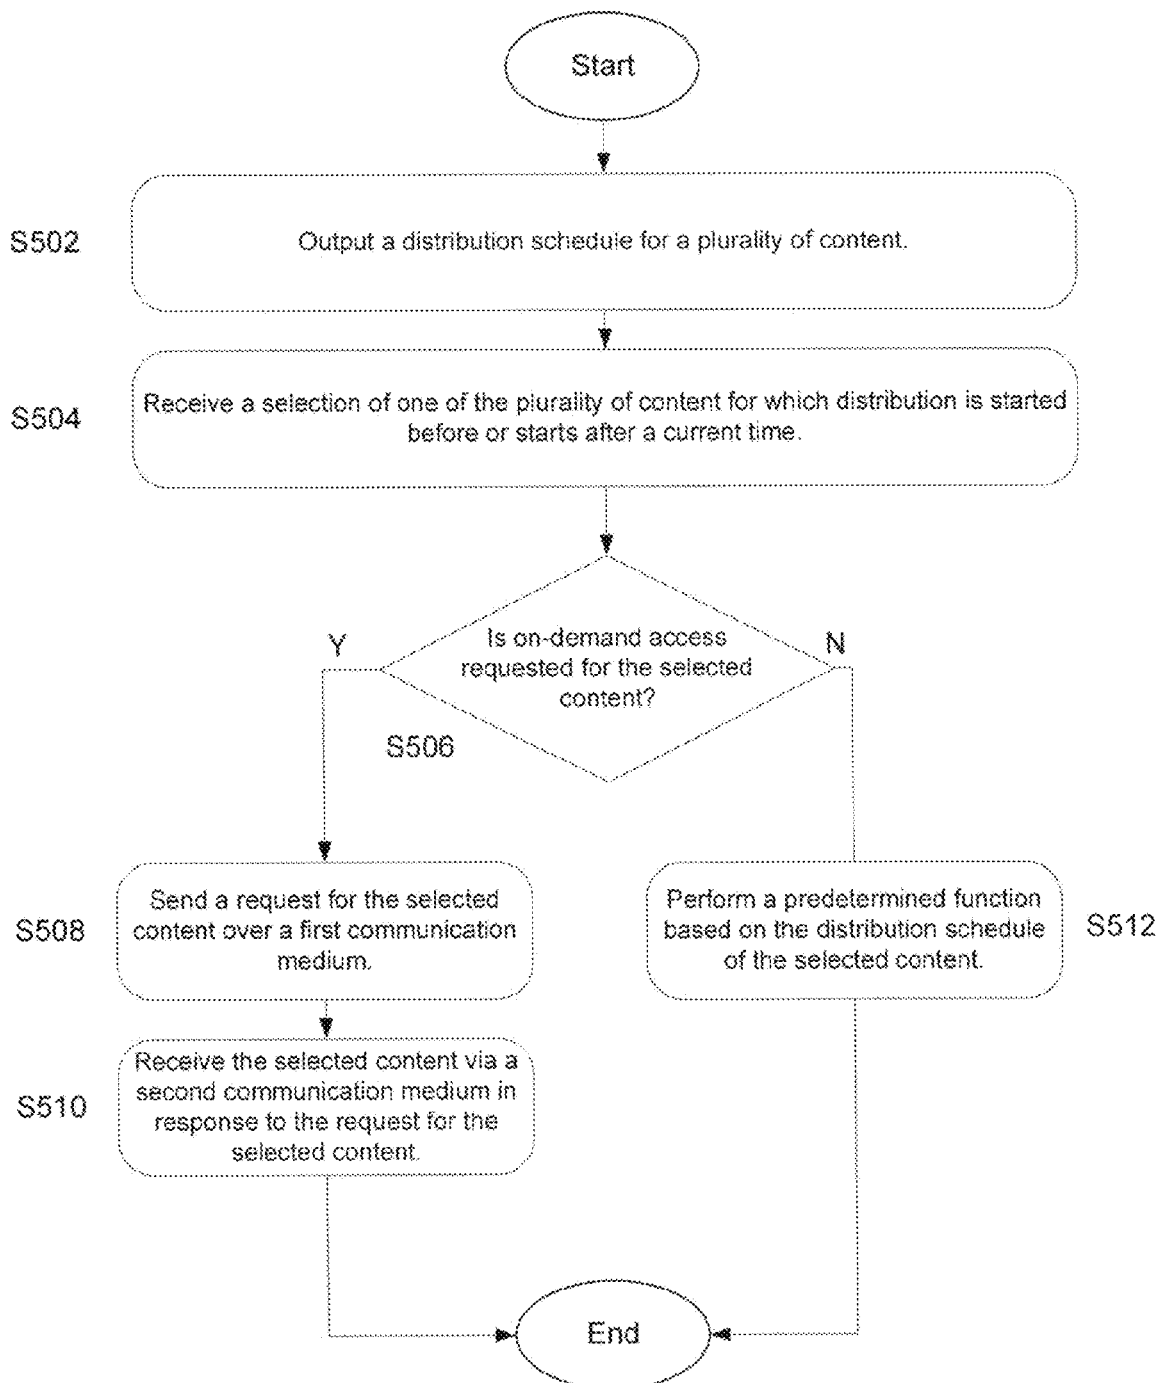 Start
S502
Output a distribution schedule for a plurality of content.
S504
Receive a selection of one of the plurality of content for which distribution is started
before or starts after a current time.
Y
Is on-demand access
requested for the selected
content?
N
S506
S508
Send a request for the selected
content over a first communication
medium.
Perform a predetermined function
based on the distribution schedule
of the selected content.
S512
S510
Receive the selected content via a
second communication medium in
response to the request for the
selected content.
End